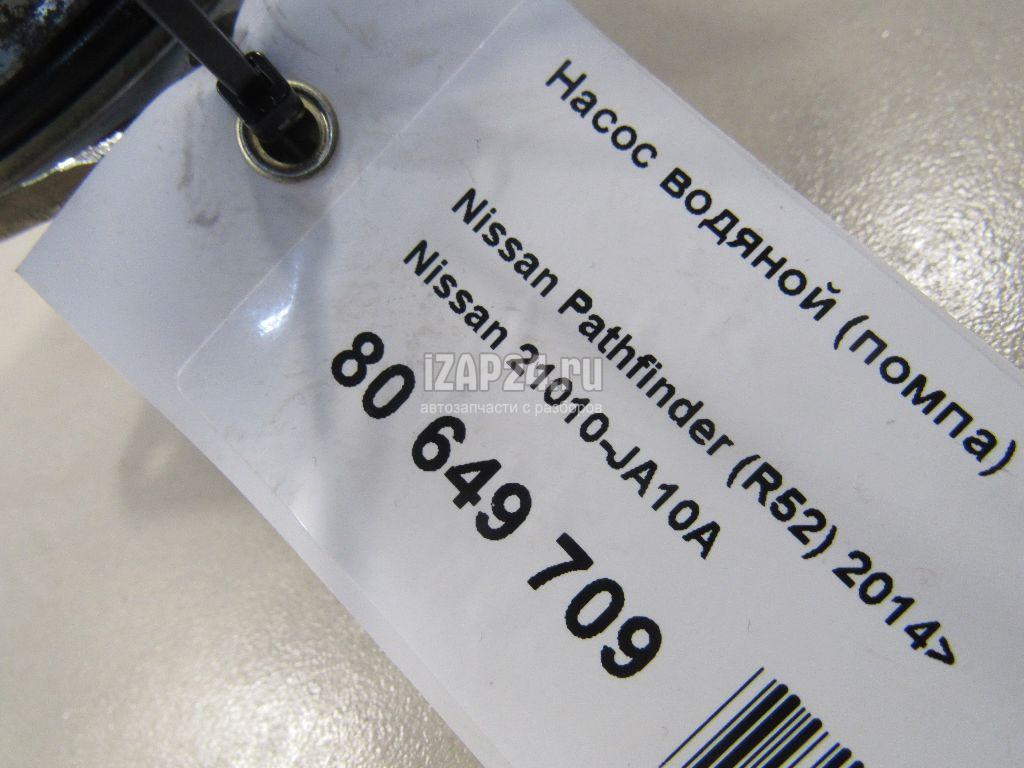 Насос водяной (помпа)
Nissan Pathfinder (R52) 2014>
Nissan 21010-JA10A
80 649 709
iZAP24.ru
автозапчасти с разборов